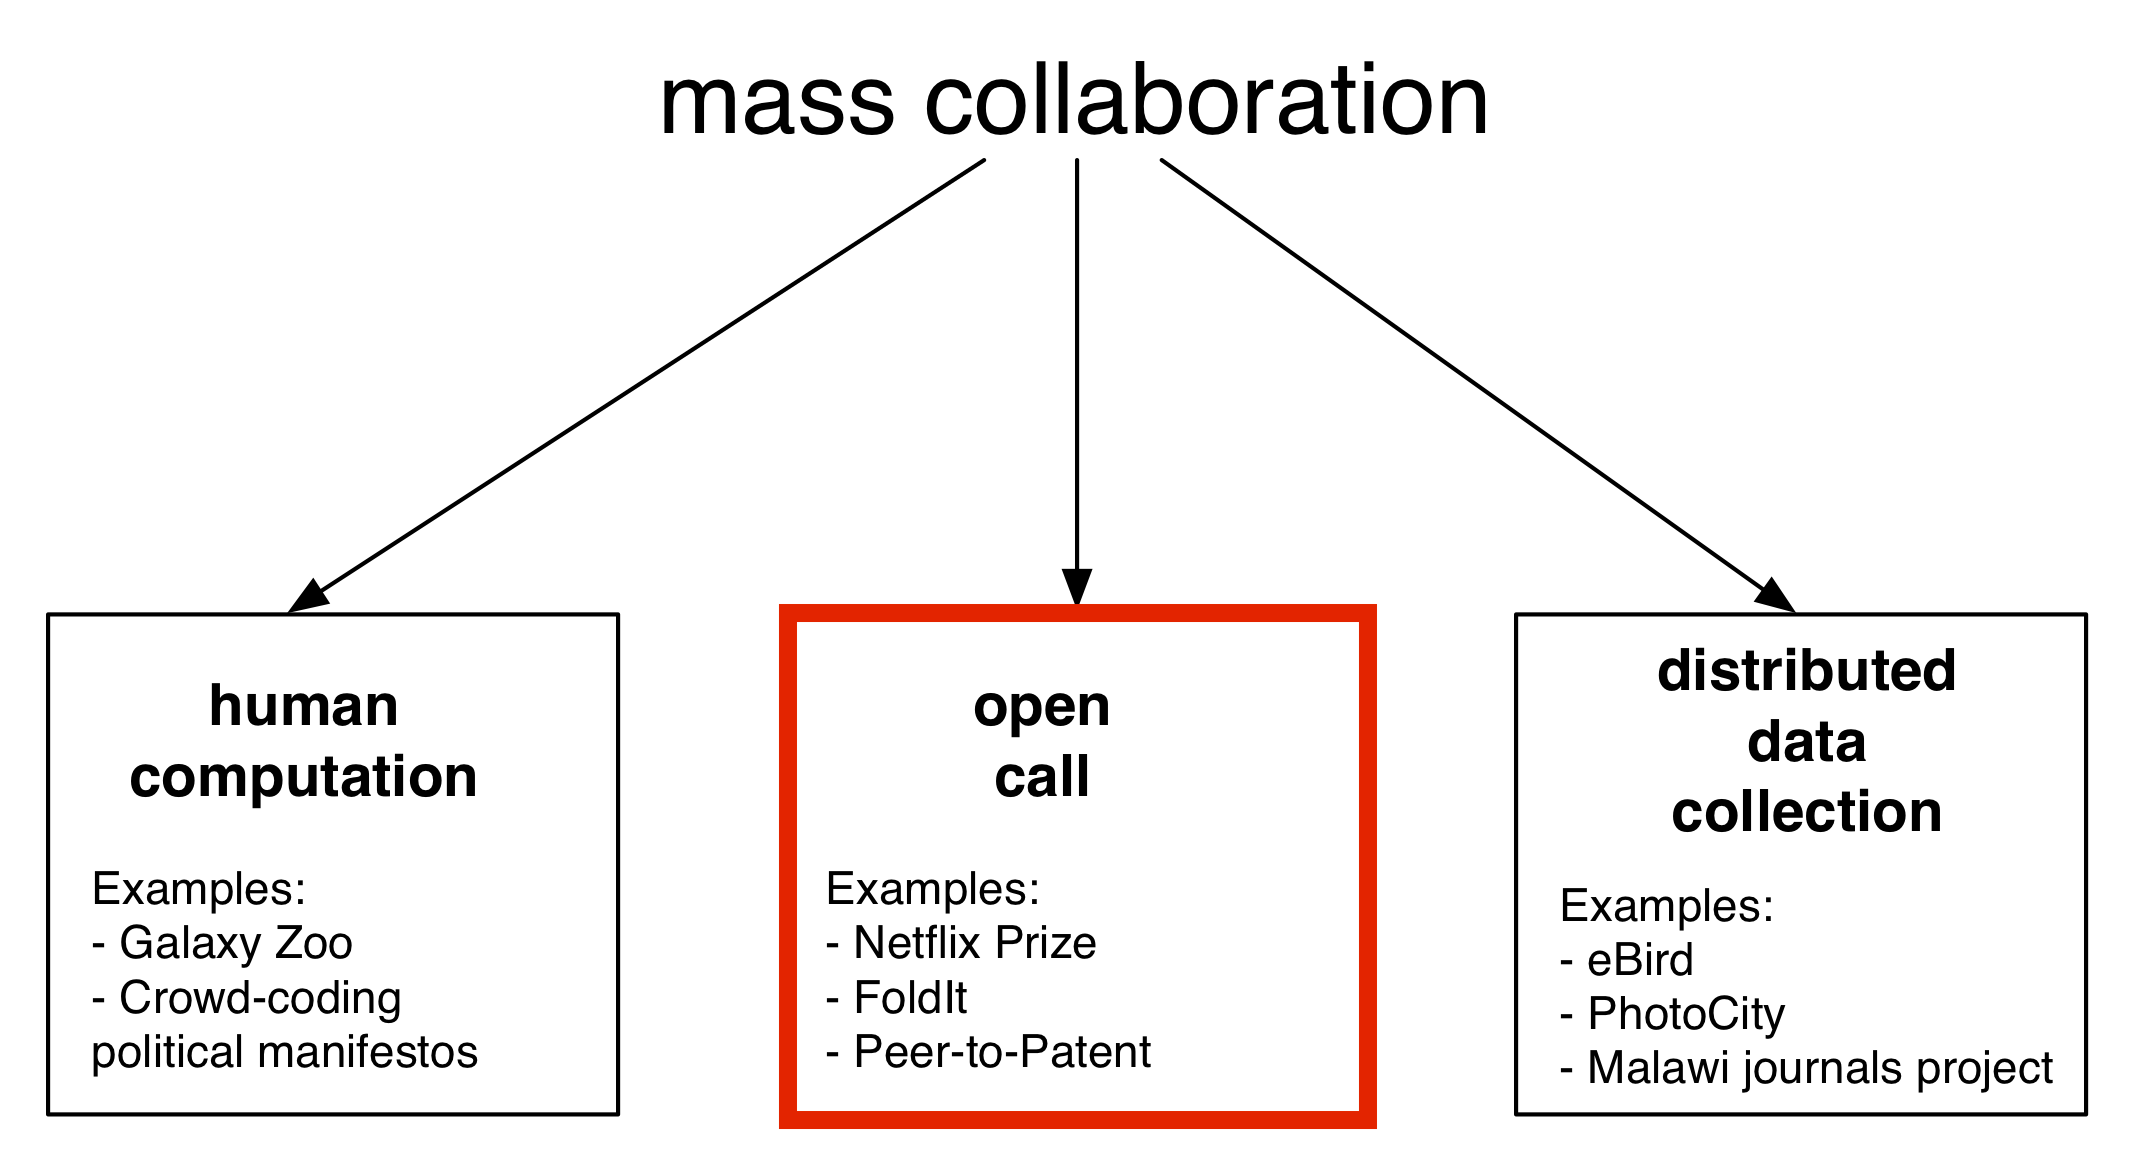 mass collaboration
human
computation
Examples:
- Galaxy Zoo
- Crowd-coding
political manifestos
open
call
Examples:
- Netflix Prize
- FoldIt
- Peer-to-Patent
distributed
data
collection
Examples:
- eBird
- PhotoCity
- Malawi journals project